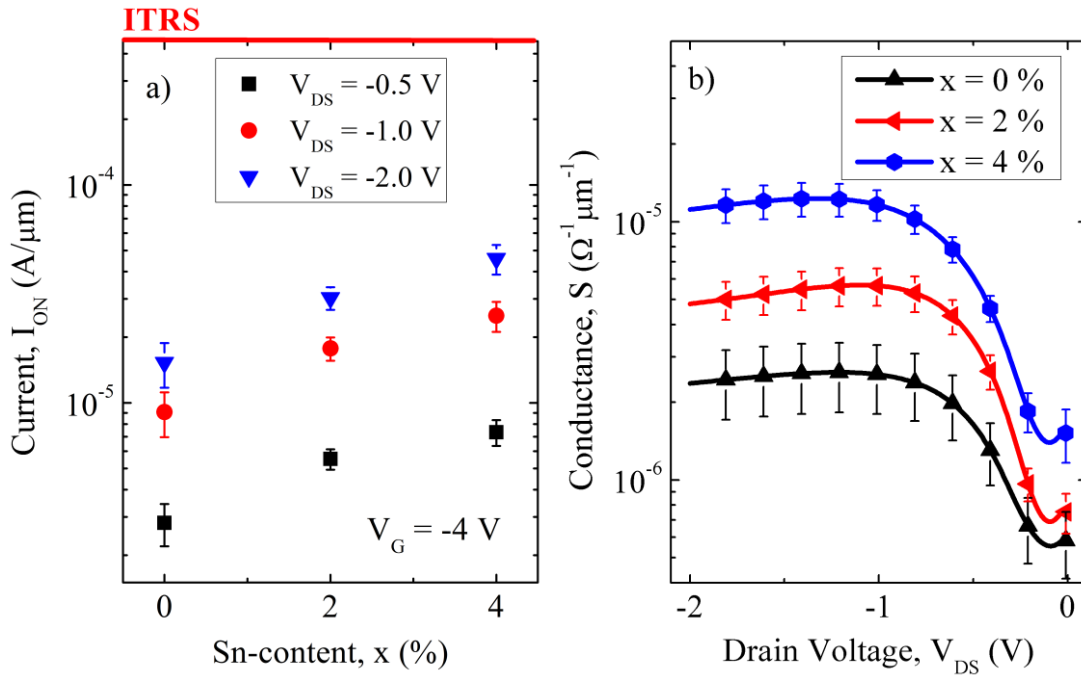 ITRS
a)
V_DS = -0.5 V
V_DS = -1.0 V
V_DS = -2.0 V
10⁻⁴
10⁻⁵
Current, I_ON (A/μm)
V_G = -4 V
0 2 4
Sn-content, x (%)
b)
x = 0 %
x = 2 %
x = 4 %
10⁻⁵
10⁻⁶
Conductance, S (Ω⁻¹μm⁻¹)
-2 -1 0
Drain Voltage, V_DS (V)